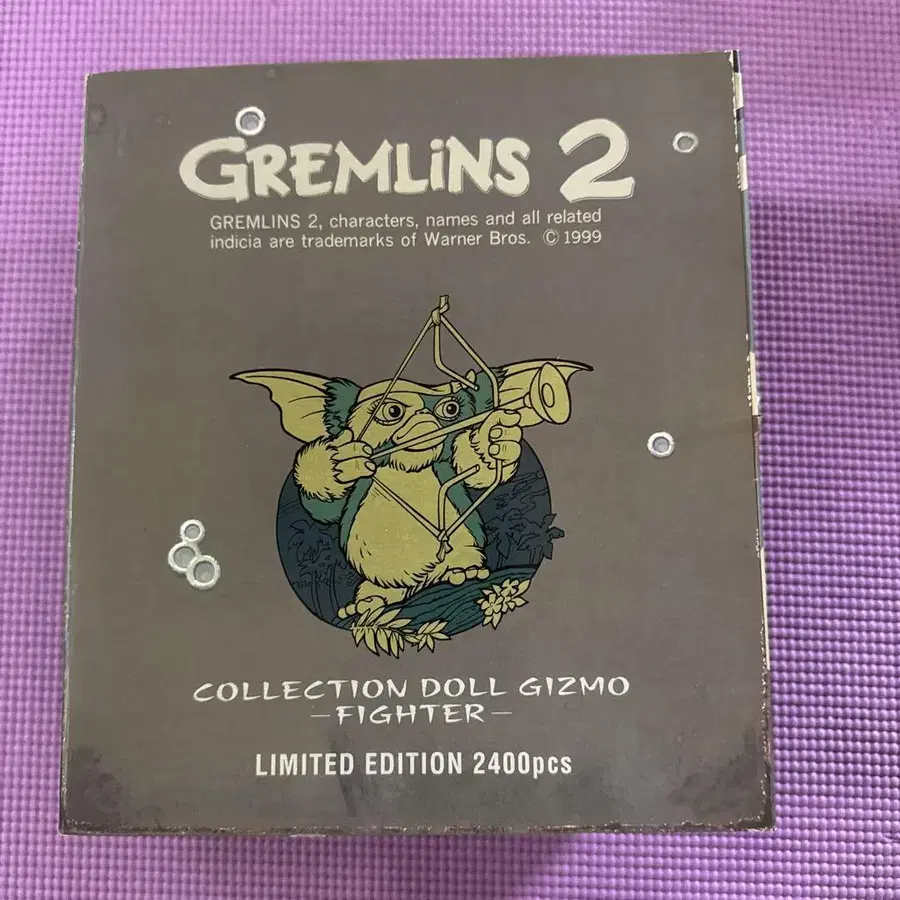 GREMLiNS 2
GREMLINS 2, characters, names and all related
indicia are trademarks of Warner Bros. © 1999
COLLECTION DOLL GIZMO
–FIGHTER–
LIMITED EDITION 2400pcs